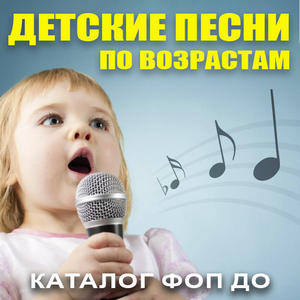 ДЕТСКИЕ ПЕСНИ
ПО ВОЗРАСТАМ
КАТАЛОГ ФОП ДО